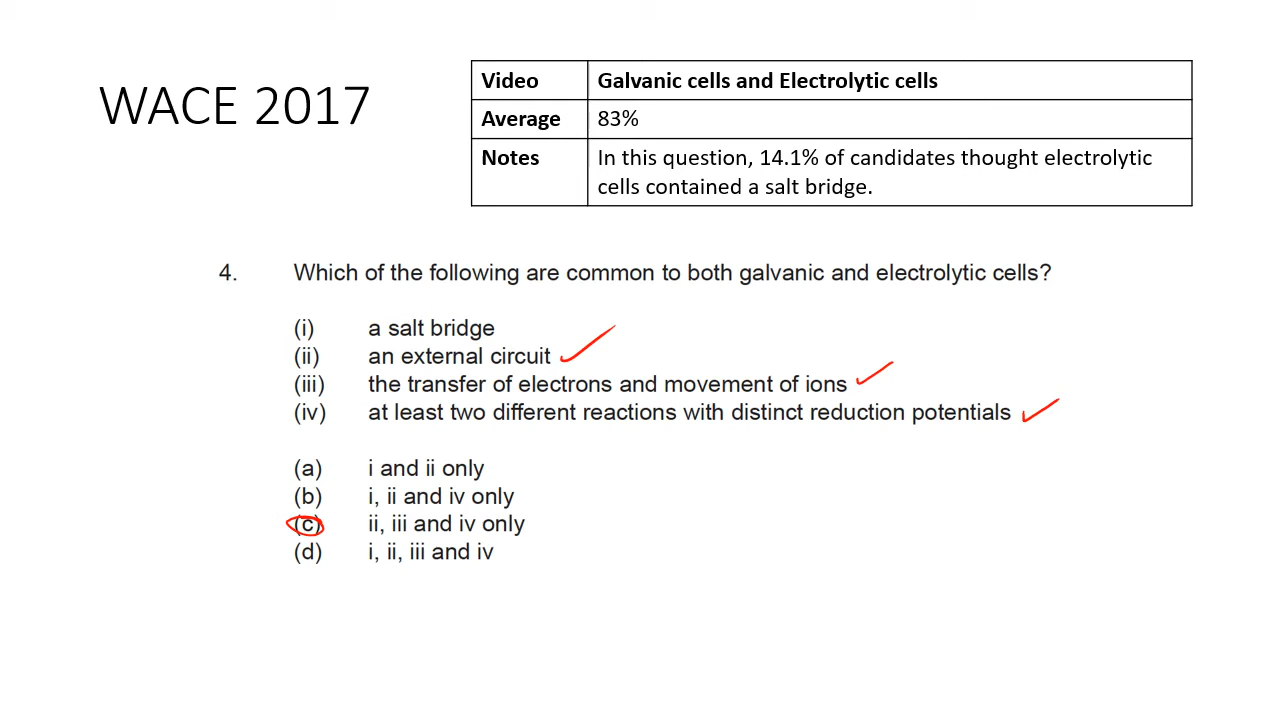 WACE 2017
Video Galvanic cells and Electrolytic cells
Average 83%
Notes In this question, 14.1% of candidates thought electrolytic
cells contained a salt bridge.
4. Which of the following are common to both galvanic and electrolytic cells?
(i) a salt bridge
(ii) an external circuit
(iii) the transfer of electrons and movement of ions
(iv) at least two different reactions with distinct reduction potentials
(a) i and ii only
(b) i, ii and iv only
(c) ii, iii and iv only
(d) i, ii, iii and iv